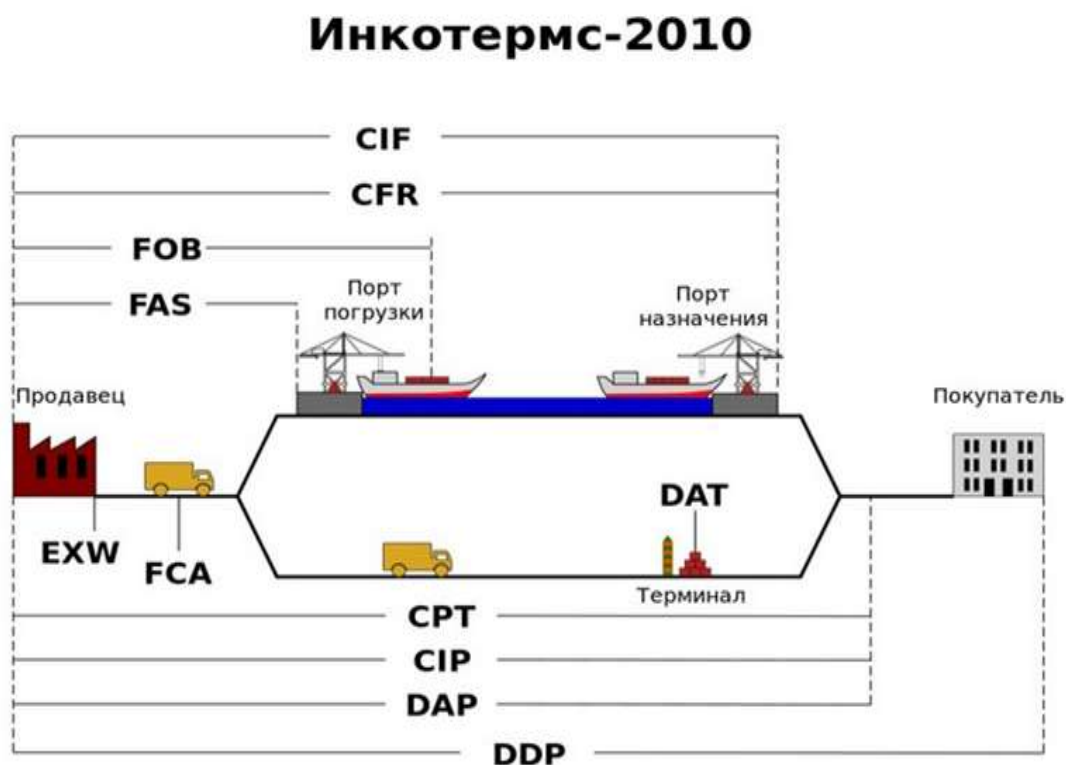 Инкотермс-2010
CIF
CFR
FOB
FAS
Порт
погрузки
Порт
назначения
Продавец
Покупатель
EXW
FCA
DAT
Терминал
CPT
CIP
DAP
DDP